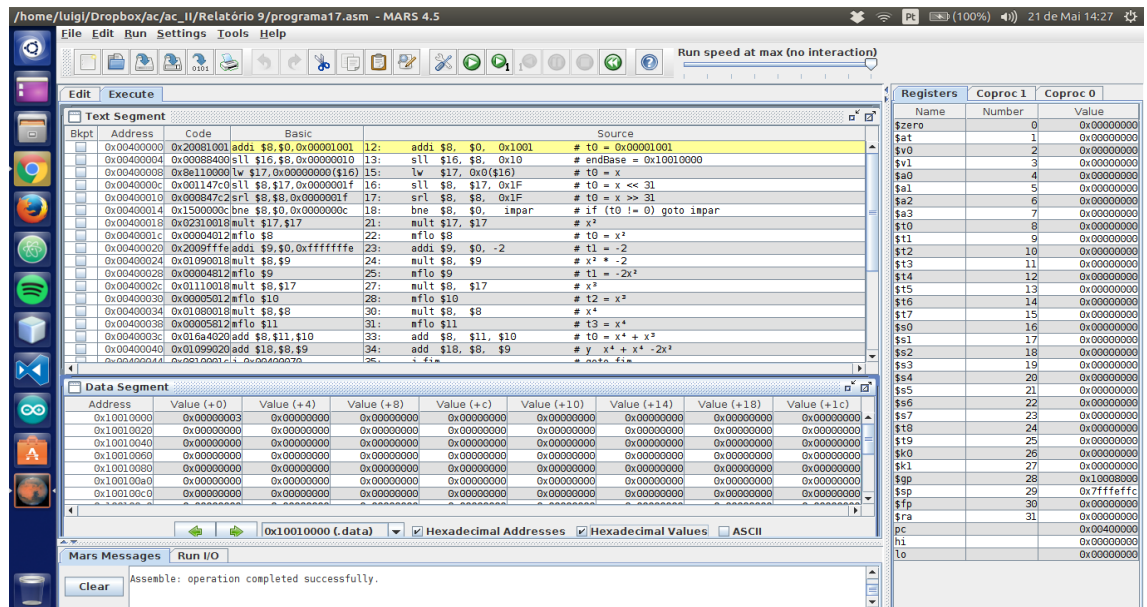 /home/luigi/Dropbox/ac/ac_II/Relatório 9/programa17.asm - MARS 4.5
Pt
(100%)
21 de Mai 14:27
File Edit Run Settings Tools Help
Run speed at max (no interaction)
Edit Execute
Text Segment
Bkpt Address Code Basic Source
0x00400000 0x20081001 addi $8,$0,0x00001001 12: addi $8, $0, 0x1001 # t0 = 0x00001001
0x00400004 0x00088400 sll $16,$8,0x00000010 13: sll $16, $8, 0x10 # endBase = 0x10010000
0x00400008 0x8e110000 lw $17,0x00000000($16) 15: lw $17, 0x0($16) # t0 = x
0x0040000c 0x001147c0 sll $8,$17,0x0000001f 16: sll $8, $17, 0x1F # t0 = x << 31
0x00400010 0x000847c2 srl $8,$8,0x0000001f 17: srl $8, $8, 0x1F # t0 = x >> 31
0x00400014 0x1500000c bne $8,$0,0x0000000c 18: bne $8, $0, impar # if (t0 != 0) goto impar
0x00400018 0x02310018 mult $17,$17 21: mult $17, $17 # x²
0x0040001c 0x00004012 mflo $8 22: mflo $8 # t0 = x²
0x00400020 0x2009fffe addi $9,$0,0xfffffffe 23: addi $9, $0, -2 # t1 = -2
0x00400024 0x01090018 mult $8,$9 24: mult $8, $9 # x² * -2
0x00400028 0x00004812 mflo $9 25: mflo $9 # t1 = -2x²
0x0040002c 0x01110018 mult $8,$17 27: mult $8, $17 # x³
0x00400030 0x00005012 mflo $10 28: mflo $10 # t2 = x³
0x00400034 0x01080018 mult $8,$8 30: mult $8, $8 # x⁴
0x00400038 0x00005812 mflo $11 31: mflo $11 # t3 = x⁴
0x0040003c 0x016a4020 add $8,$11,$10 33: add $8, $11, $10 # t0 = x⁴ + x³
0x00400040 0x01099020 add $18,$8,$9 34: add $18, $8, $9 # y x⁴ + x⁴ -2x²
Data Segment
Address Value (+0) Value (+4) Value (+8) Value (+c) Value (+10) Value (+14) Value (+18) Value (+1c)
0x10010000 0x00000003 0x00000000 0x00000000 0x00000000 0x00000000 0x00000000 0x00000000 0x00000000
0x10010020 0x00000000 0x00000000 0x00000000 0x00000000 0x00000000 0x00000000 0x00000000 0x00000000
0x10010040 0x00000000 0x00000000 0x00000000 0x00000000 0x00000000 0x00000000 0x00000000 0x00000000
0x10010060 0x00000000 0x00000000 0x00000000 0x00000000 0x00000000 0x00000000 0x00000000 0x00000000
0x10010080 0x00000000 0x00000000 0x00000000 0x00000000 0x00000000 0x00000000 0x00000000 0x00000000
0x100100a0 0x00000000 0x00000000 0x00000000 0x00000000 0x00000000 0x00000000 0x00000000 0x00000000
0x100100c0 0x00000000 0x00000000 0x00000000 0x00000000 0x00000000 0x00000000 0x00000000 0x00000000
0x10010000 (.data) Hexadecimal Addresses Hexadecimal Values ASCII
Mars Messages Run I/O
Clear
Assemble: operation completed successfully.
Registers Coproc 1 Coproc 0
Name Number Value
$zero 0 0x00000000
$at 1 0x00000000
$v0 2 0x00000000
$v1 3 0x00000000
$a0 4 0x00000000
$a1 5 0x00000000
$a2 6 0x00000000
$a3 7 0x00000000
$t0 8 0x00000000
$t1 9 0x00000000
$t2 10 0x00000000
$t3 11 0x00000000
$t4 12 0x00000000
$t5 13 0x00000000
$t6 14 0x00000000
$t7 15 0x00000000
$s0 16 0x00000000
$s1 17 0x00000000
$s2 18 0x00000000
$s3 19 0x00000000
$s4 20 0x00000000
$s5 21 0x00000000
$s6 22 0x00000000
$s7 23 0x00000000
$t8 24 0x00000000
$t9 25 0x00000000
$k0 26 0x00000000
$k1 27 0x00000000
$gp 28 0x10008000
$sp 29 0x7fffeffc
$fp 30 0x00000000
$ra 31 0x00000000
pc 0x00400000
hi 0x00000000
lo 0x00000000